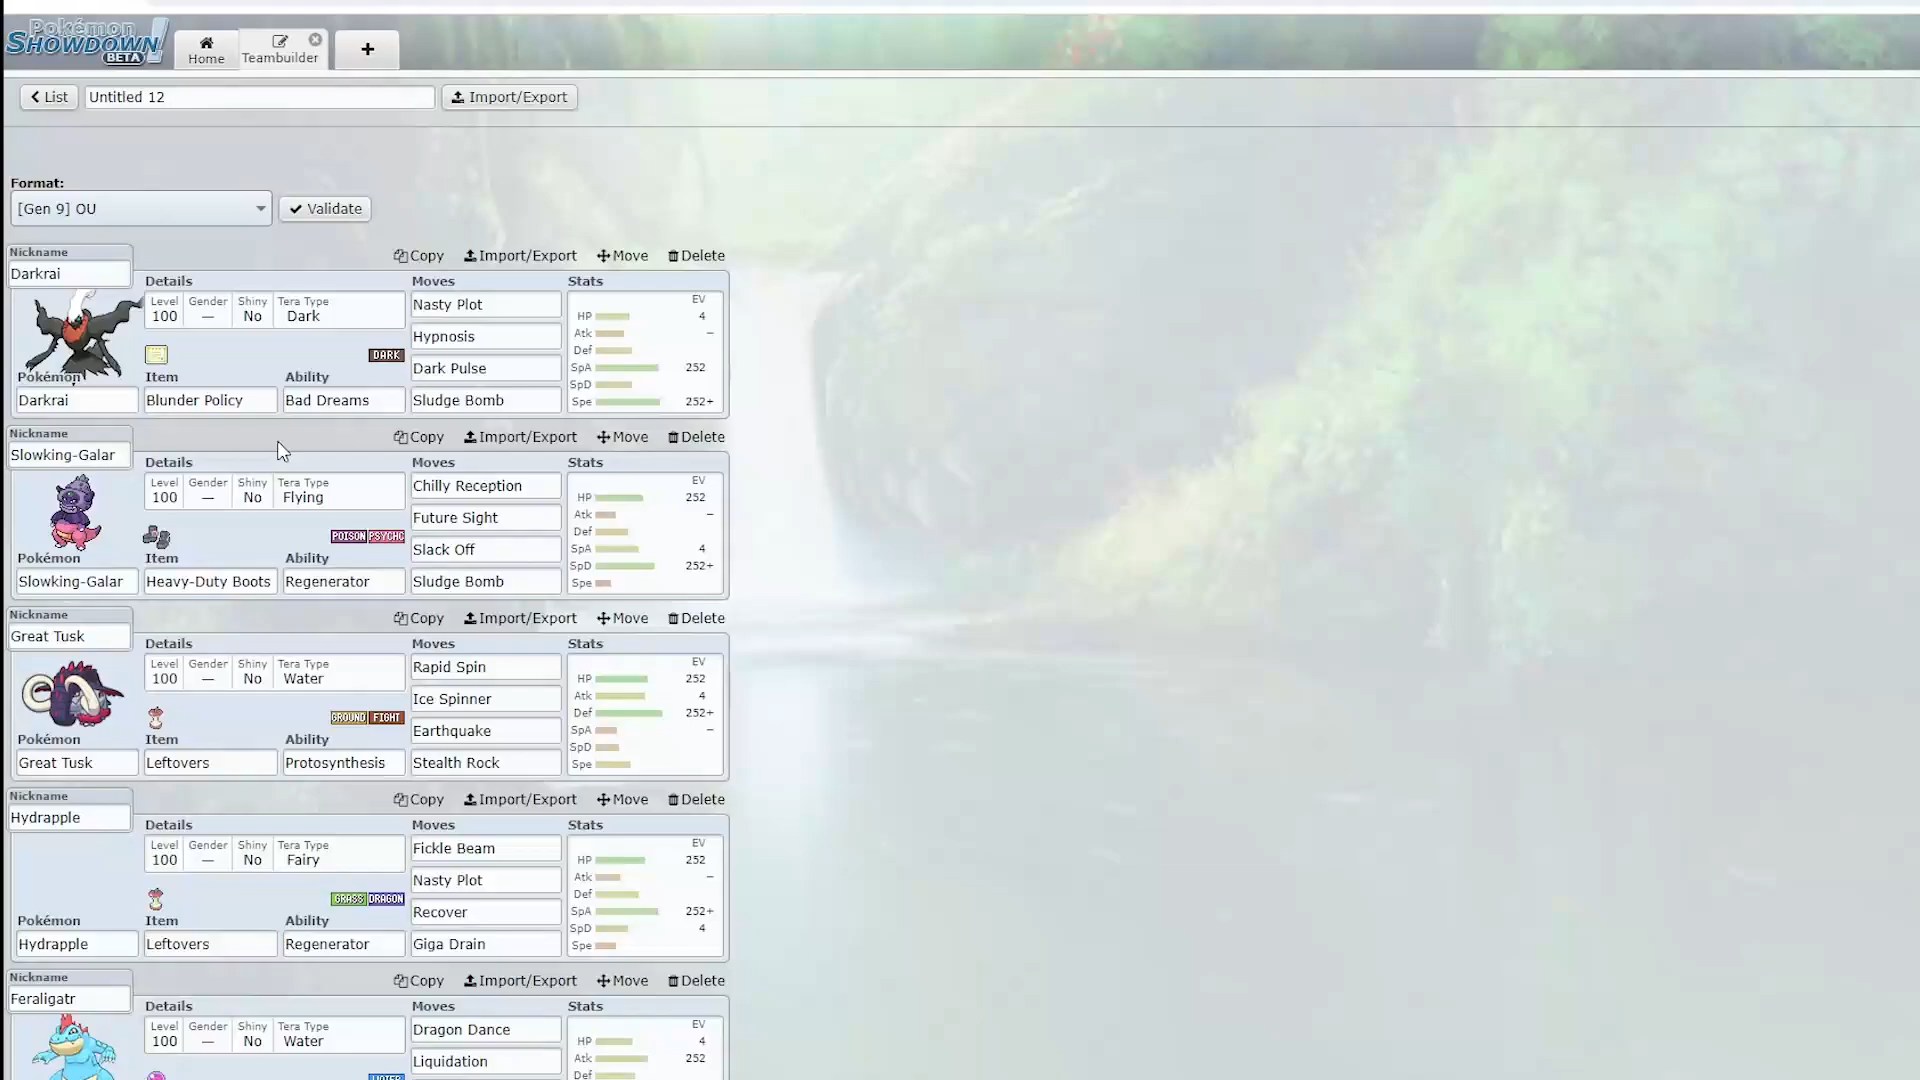 Pokémon
SHOWDOWN!
BETA
Home
Teambuilder
+
List
Untitled 12
Import/Export
Format:
[Gen 9] OU
Validate
Nickname
Darkrai
Copy Import/Export Move Delete
Details Moves Stats
Level Gender Shiny Tera Type
100 — No Dark
DARK
Pokémon Item Ability
Darkrai Blunder Policy Bad Dreams
Nasty Plot
Hypnosis
Dark Pulse
Sludge Bomb
EV
HP 4
Atk –
Def
SpA 252
SpD
Spe 252+
Nickname
Slowking-Galar
Copy Import/Export Move Delete
Details Moves Stats
Level Gender Shiny Tera Type
100 — No Flying
POISON PSYCHC
Pokémon Item Ability
Slowking-Galar Heavy-Duty Boots Regenerator
Chilly Reception
Future Sight
Slack Off
Sludge Bomb
EV
HP 252
Atk –
Def
SpA 4
SpD 252+
Spe
Nickname
Great Tusk
Copy Import/Export Move Delete
Details Moves Stats
Level Gender Shiny Tera Type
100 — No Water
GROUND FIGHT
Pokémon Item Ability
Great Tusk Leftovers Protosynthesis
Rapid Spin
Ice Spinner
Earthquake
Stealth Rock
EV
HP 252
Atk 4
Def 252+
SpA –
SpD
Spe
Nickname
Hydrapple
Copy Import/Export Move Delete
Details Moves Stats
Level Gender Shiny Tera Type
100 — No Fairy
GRASS DRAGON
Pokémon Item Ability
Hydrapple Leftovers Regenerator
Fickle Beam
Nasty Plot
Recover
Giga Drain
EV
HP 252
Atk –
Def
SpA 252+
SpD 4
Spe
Nickname
Feraligatr
Copy Import/Export Move Delete
Details Moves Stats
Level Gender Shiny Tera Type
100 — No Water
WATER
Dragon Dance
Liquidation
EV
HP 4
Atk 252
Def